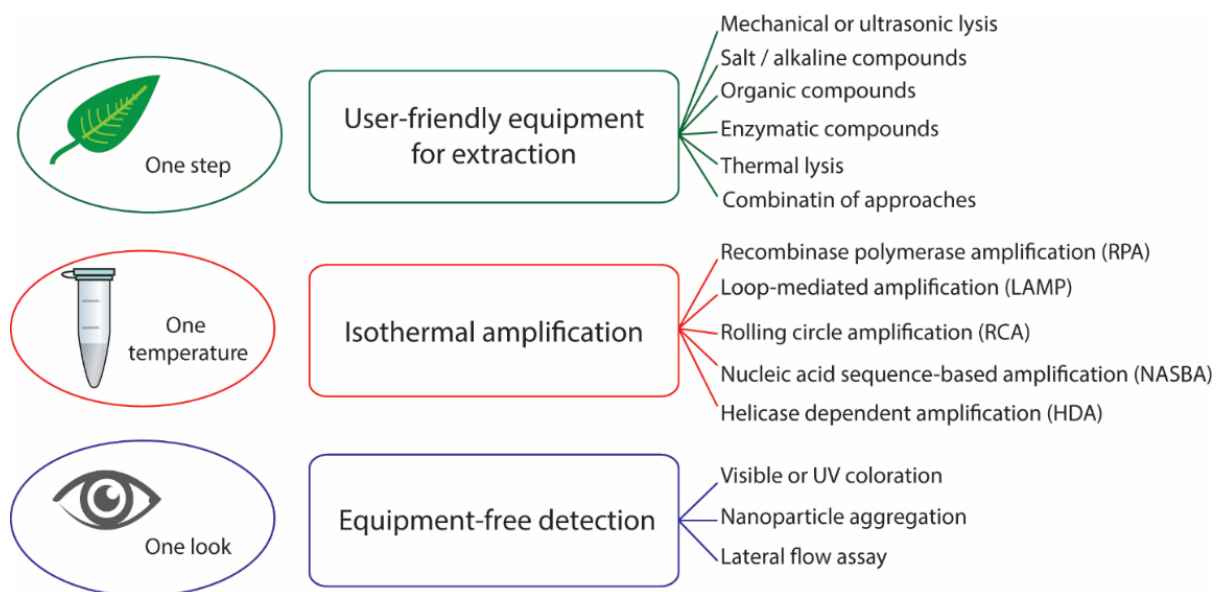 One step
User-friendly equipment
for extraction
Mechanical or ultrasonic lysis
Salt / alkaline compounds
Organic compounds
Enzymatic compounds
Thermal lysis
Combinatin of approaches
One
temperature
Isothermal amplification
Recombinase polymerase amplification (RPA)
Loop-mediated amplification (LAMP)
Rolling circle amplification (RCA)
Nucleic acid sequence-based amplification (NASBA)
Helicase dependent amplification (HDA)
One look
Equipment-free detection
Visible or UV coloration
Nanoparticle aggregation
Lateral flow assay